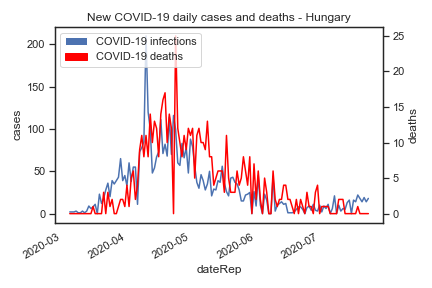 New COVID-19 daily cases and deaths - Hungary
COVID-19 infections
COVID-19 deaths
200
150
100
50
0
cases
25
20
15
10
5
0
deaths
2020-03
2020-04
2020-05
2020-06
2020-07
dateRep